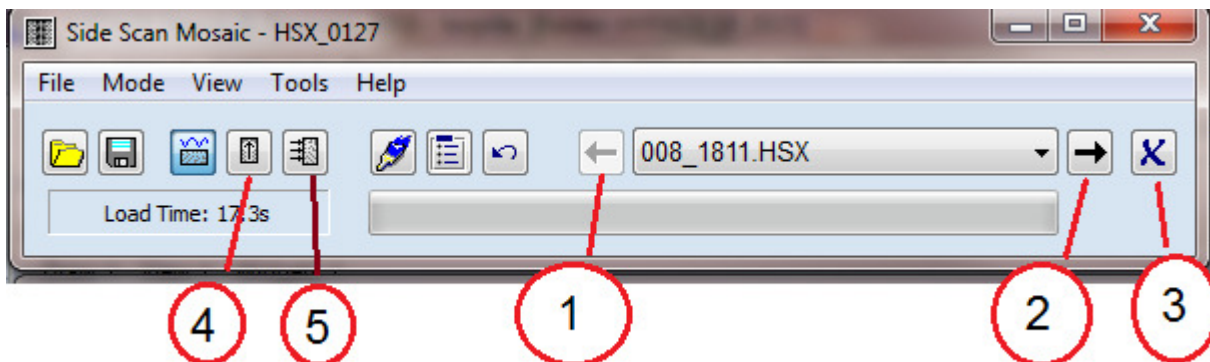 Side Scan Mosaic - HSX_0127
File Mode View Tools Help
008_1811.HSX
Load Time: 17.3s
4 5 1 2 3